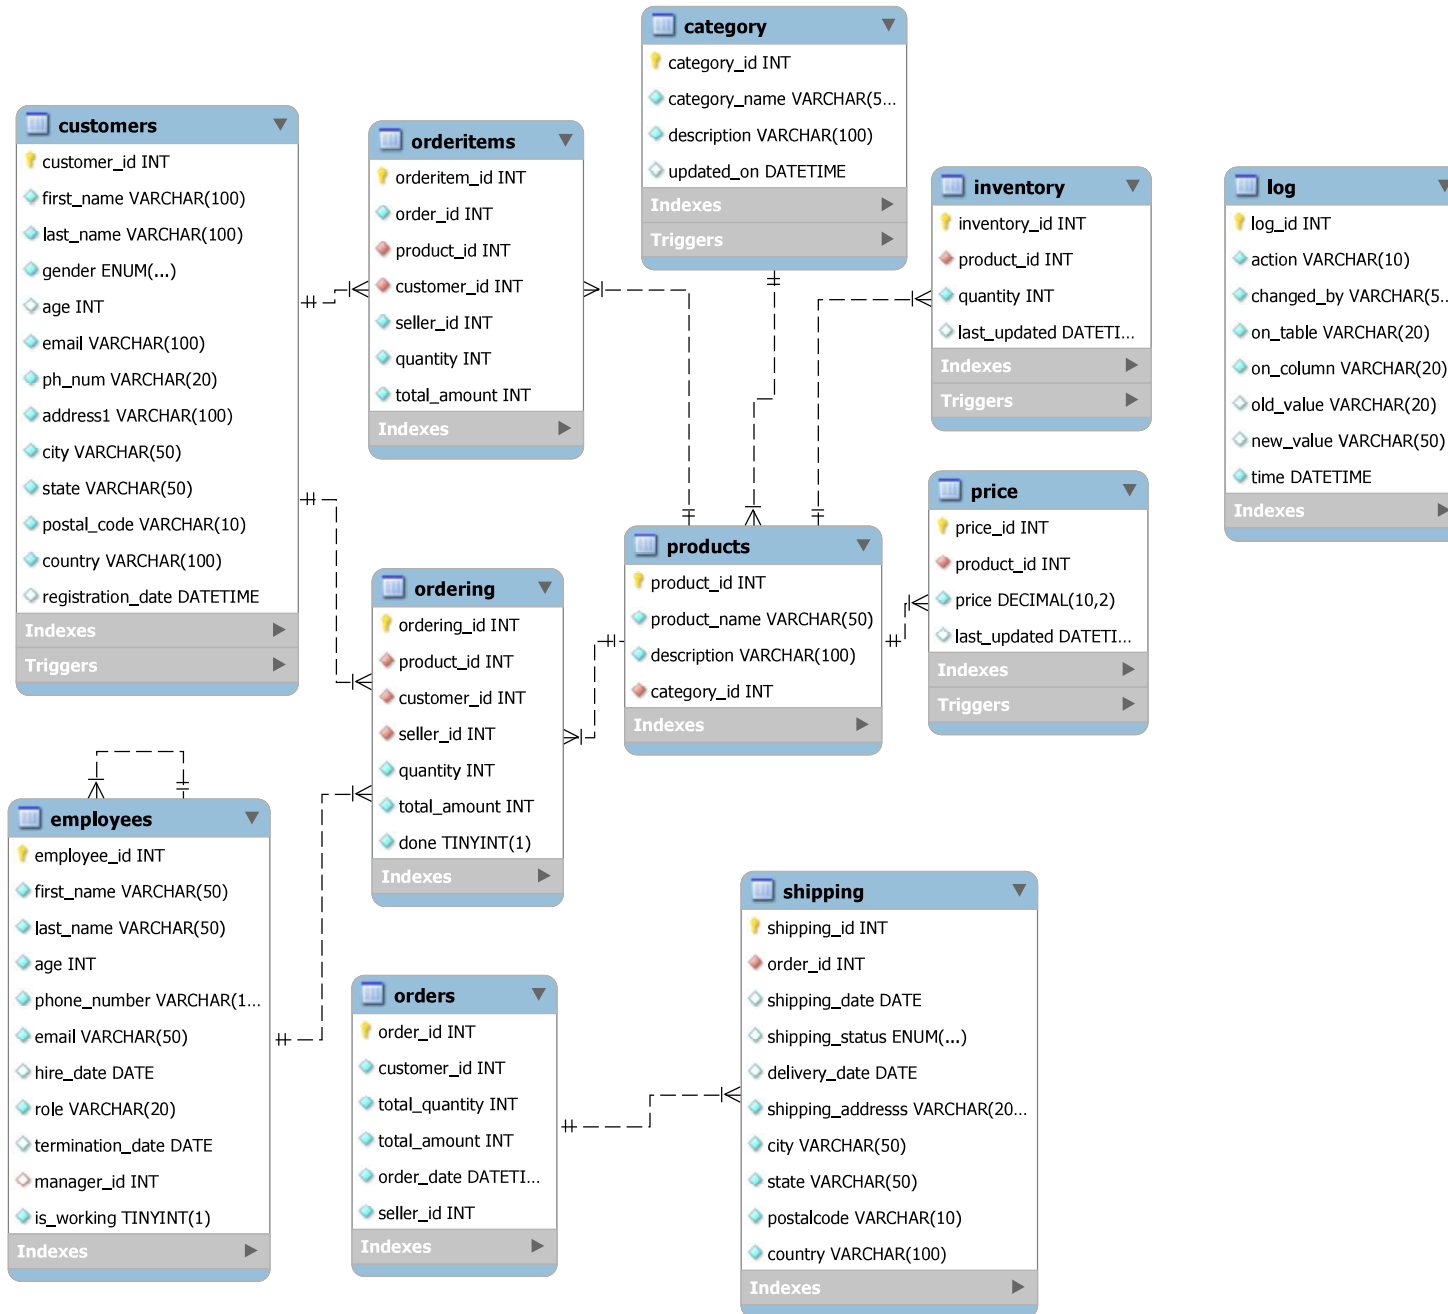 category
category_id INT
category_name VARCHAR(5...
description VARCHAR(100)
updated_on DATETIME
Indexes
Triggers
customers
customer_id INT
first_name VARCHAR(100)
last_name VARCHAR(100)
gender ENUM(...)
age INT
email VARCHAR(100)
ph_num VARCHAR(20)
address1 VARCHAR(100)
city VARCHAR(50)
state VARCHAR(50)
postal_code VARCHAR(10)
country VARCHAR(100)
registration_date DATETIME
Indexes
Triggers
orderitems
orderitem_id INT
order_id INT
product_id INT
customer_id INT
seller_id INT
quantity INT
total_amount INT
Indexes
inventory
inventory_id INT
product_id INT
quantity INT
last_updated DATETI...
Indexes
Triggers
log
log_id INT
action VARCHAR(10)
changed_by VARCHAR(5...
on_table VARCHAR(20)
on_column VARCHAR(20)
old_value VARCHAR(20)
new_value VARCHAR(50)
time DATETIME
Indexes
price
price_id INT
product_id INT
price DECIMAL(10,2)
last_updated DATETI...
Indexes
Triggers
products
product_id INT
product_name VARCHAR(50)
description VARCHAR(100)
category_id INT
Indexes
ordering
ordering_id INT
product_id INT
customer_id INT
seller_id INT
quantity INT
total_amount INT
done TINYINT(1)
Indexes
employees
employee_id INT
first_name VARCHAR(50)
last_name VARCHAR(50)
age INT
phone_number VARCHAR(1...
email VARCHAR(50)
hire_date DATE
role VARCHAR(20)
termination_date DATE
manager_id INT
is_working TINYINT(1)
Indexes
orders
order_id INT
customer_id INT
total_quantity INT
total_amount INT
order_date DATETI...
seller_id INT
Indexes
shipping
shipping_id INT
order_id INT
shipping_date DATE
shipping_status ENUM(...)
delivery_date DATE
shipping_addresss VARCHAR(20...
city VARCHAR(50)
state VARCHAR(50)
postalcode VARCHAR(10)
country VARCHAR(100)
Indexes